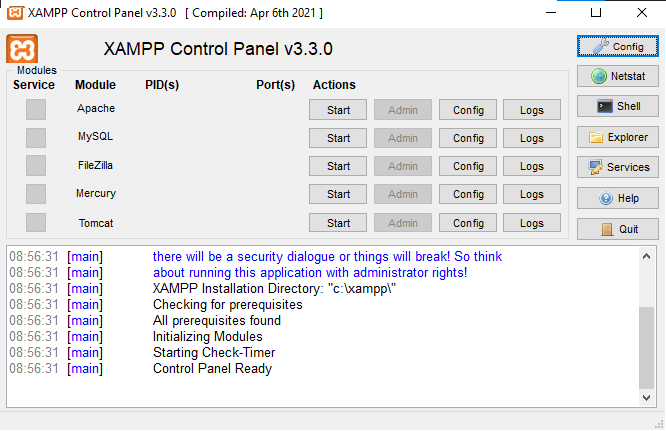 XAMPP Control Panel v3.3.0 [ Compiled: Apr 6th 2021 ]
XAMPP Control Panel v3.3.0
Config
Modules
Service Module PID(s) Port(s) Actions
Netstat
Apache Start Admin Config Logs
Shell
MySQL Start Admin Config Logs
Explorer
FileZilla Start Admin Config Logs
Services
Mercury Start Admin Config Logs
Help
Tomcat Start Admin Config Logs
Quit
08:56:31 [main] there will be a security dialogue or things will break! So think
08:56:31 [main] about running this application with administrator rights!
08:56:31 [main] XAMPP Installation Directory: "c:\xampp\"
08:56:31 [main] Checking for prerequisites
08:56:31 [main] All prerequisites found
08:56:31 [main] Initializing Modules
08:56:31 [main] Starting Check-Timer
08:56:31 [main] Control Panel Ready